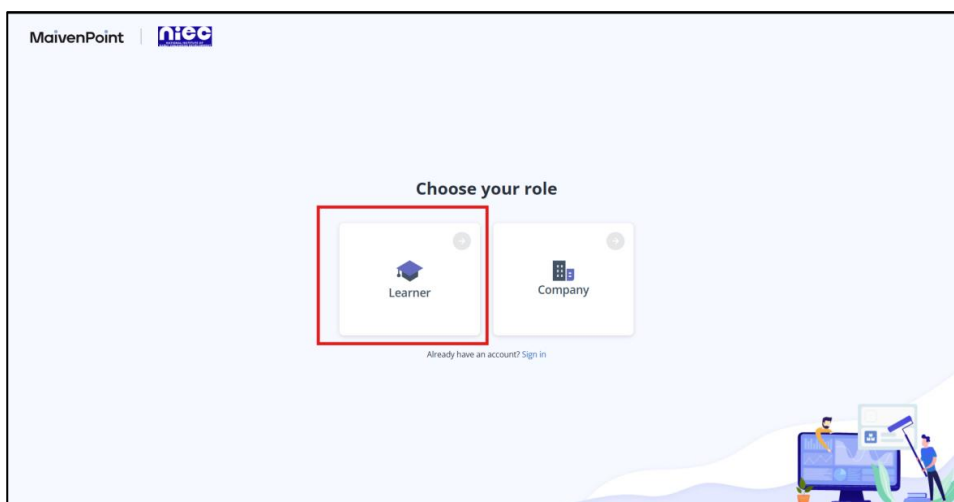 MaivenPoint
niec
Choose your role
Learner
Company
Already have an account? Sign in